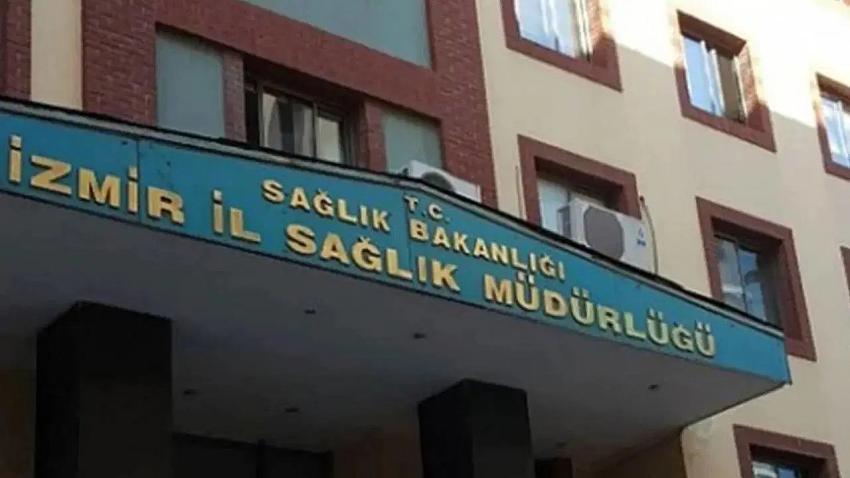 T.C.
SAĞLIK BAKANLIĞI
İZMİR İL SAĞLIK MÜDÜRLÜĞÜ